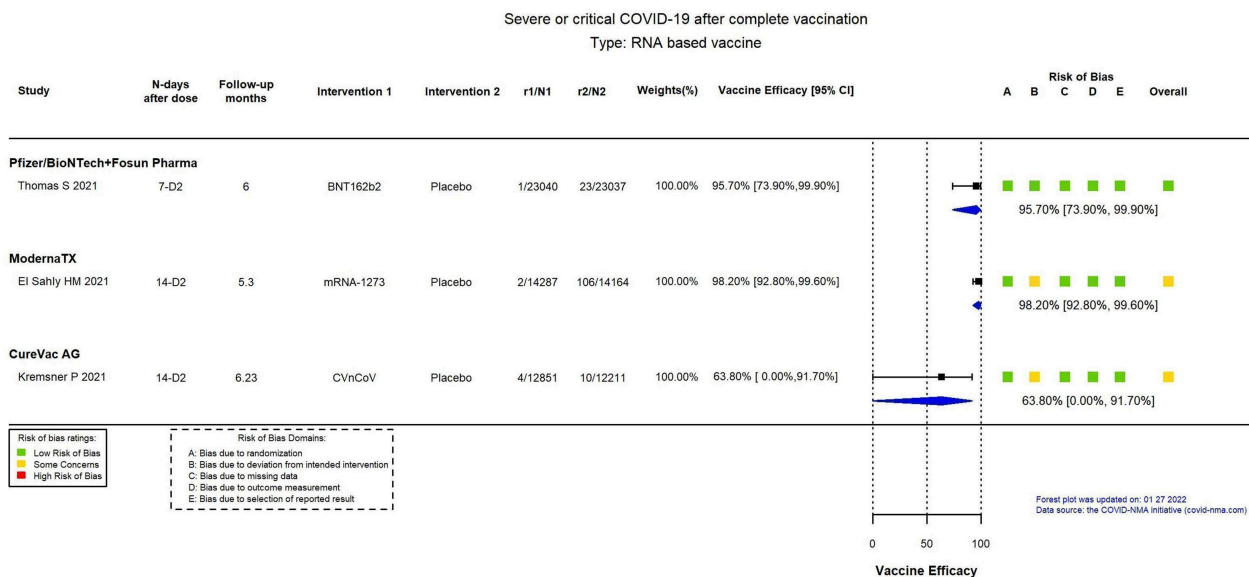 Severe or critical COVID-19 after complete vaccination
Type: RNA based vaccine
Risk of Bias
Study N-days after dose Follow-up months Intervention 1 Intervention 2 r1/N1 r2/N2 Weights(%) Vaccine Efficacy [95% CI] A B C D E Overall
Pfizer/BioNTech+Fosun Pharma
Thomas S 2021 7-D2 6 BNT162b2 Placebo 1/23040 23/23037 100.00% 95.70% [73.90%,99.90%]
95.70% [73.90%, 99.90%]
ModernaTX
El Sahly HM 2021 14-D2 5.3 mRNA-1273 Placebo 2/14287 106/14164 100.00% 98.20% [92.80%,99.60%]
98.20% [92.80%, 99.60%]
CureVac AG
Kremsner P 2021 14-D2 6.23 CVnCoV Placebo 4/12851 10/12211 100.00% 63.80% [ 0.00%,91.70%]
63.80% [0.00%, 91.70%]
Risk of bias ratings:
Low Risk of Bias
Some Concerns
High Risk of Bias
Risk of Bias Domains:
A: Bias due to randomization
B: Bias due to deviation from intended intervention
C: Bias due to missing data
D: Bias due to outcome measurement
E: Bias due to selection of reported result
Forest plot was updated on: 01 27 2022
Data source: the COVID-NMA initiative (covid-nma.com)
0 50 100
Vaccine Efficacy